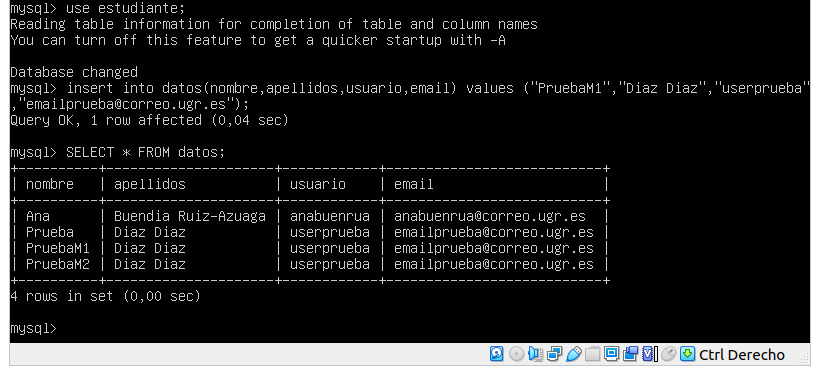 mysql> use estudiante;
Reading table information for completion of table and column names
You can turn off this feature to get a quicker startup with -A
Database changed
mysql> insert into datos(nombre,apellidos,usuario,email) values ("PruebaM1","Diaz Diaz","userprueba"
,"emailprueba@correo.ugr.es");
Query OK, 1 row affected (0,04 sec)
mysql> SELECT * FROM datos;
+----------+---------------------+------------+---------------------------+
| nombre | apellidos | usuario | email |
+----------+---------------------+------------+---------------------------+
| Ana | Buendia Ruiz-Azuaga | anabuenrua | anabuenrua@correo.ugr.es |
| Prueba | Diaz Diaz | userprueba | emailprueba@correo.ugr.es |
| PruebaM1 | Diaz Diaz | userprueba | emailprueba@correo.ugr.es |
| PruebaM2 | Diaz Diaz | userprueba | emailprueba@correo.ugr.es |
+----------+---------------------+------------+---------------------------+
4 rows in set (0,00 sec)
mysql>
Ctrl Derecho